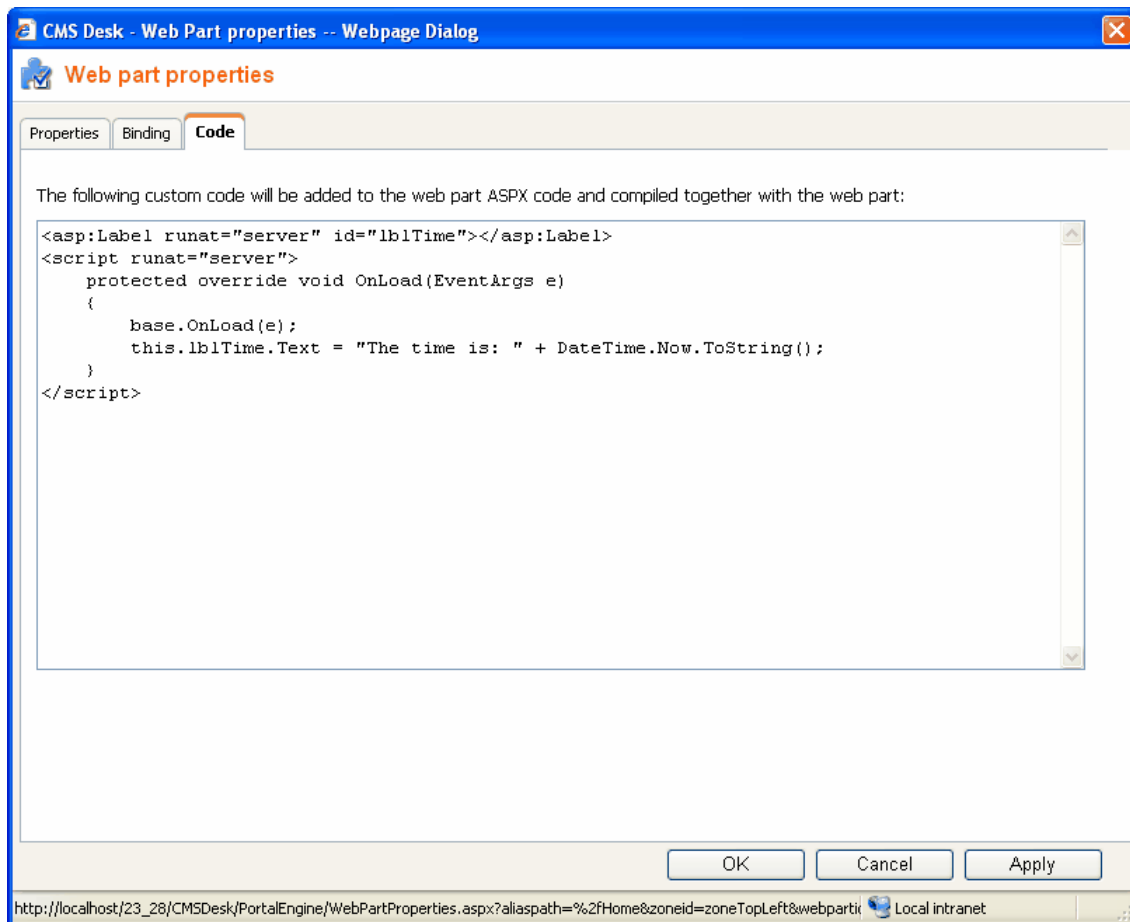 CMS Desk - Web Part properties -- Webpage Dialog
Web part properties
Properties Binding Code
The following custom code will be added to the web part ASPX code and compiled together with the web part:
<asp:Label runat="server" id="lblTime"></asp:Label>
<script runat="server">
    protected override void OnLoad(EventArgs e)
    {
        base.OnLoad(e);
        this.lblTime.Text = "The time is: " + DateTime.Now.ToString();
    }
</script>
OK Cancel Apply
http://localhost/23_28/CMSDesk/PortalEngine/WebPartProperties.aspx?aliaspath=%2fHome&zoneid=zoneTopLeft&webpartid Local intranet